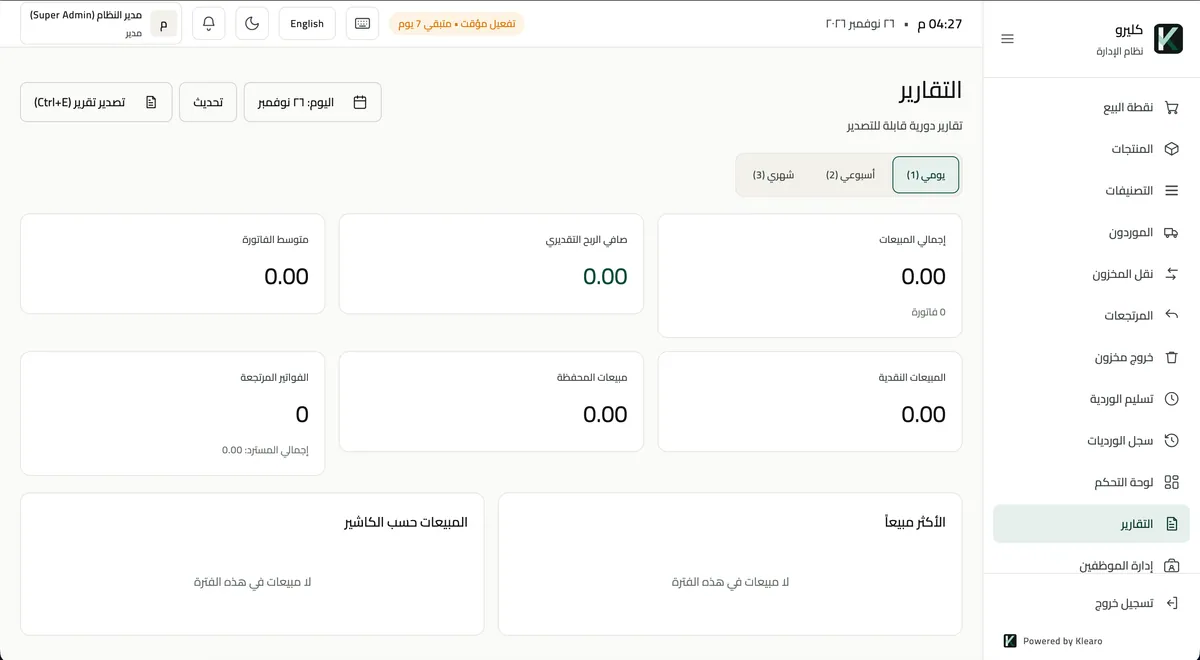 كليرو
نظام الإدارة
نقطة البيع
المنتجات
التصنيفات
الموردون
نقل المخزون
المرتجعات
خروج مخزون
تسليم الوردية
سجل الورديات
لوحة التحكم
التقارير
إدارة الموظفين
تسجيل خروج
Powered by Klearo
04:27 م • ٢٦ نوفمبر ٢٠٢٦
تفعيل مؤقت • متبقي 7 يوم
English
م
مدير النظام (Super Admin)
مدير
التقارير
تقارير دورية قابلة للتصدير
اليوم: ٢٦ نوفمبر
تحديث
تصدير تقرير (Ctrl+E)
يومي (1)
أسبوعي (2)
شهري (3)
إجمالي المبيعات
0.00
0 فاتورة
صافي الربح التقديري
0.00
متوسط الفاتورة
0.00
المبيعات النقدية
0.00
مبيعات المحفظة
0.00
الفواتير المرتجعة
0
إجمالي المسترد: 0.00
الأكثر مبيعاً
لا مبيعات في هذه الفترة
المبيعات حسب الكاشير
لا مبيعات في هذه الفترة